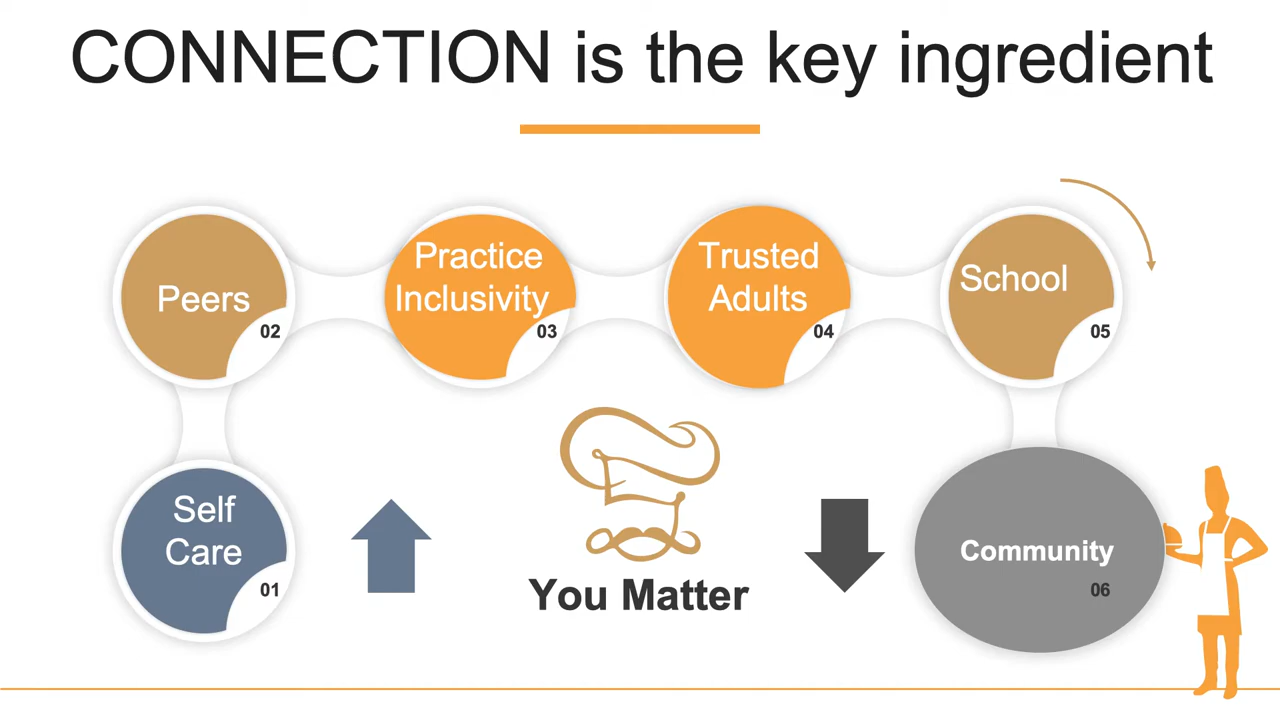 CONNECTION is the key ingredient
Peers
02
Practice
Inclusivity
03
Trusted
Adults
04
School
05
Self
Care
01
You Matter
Community
06